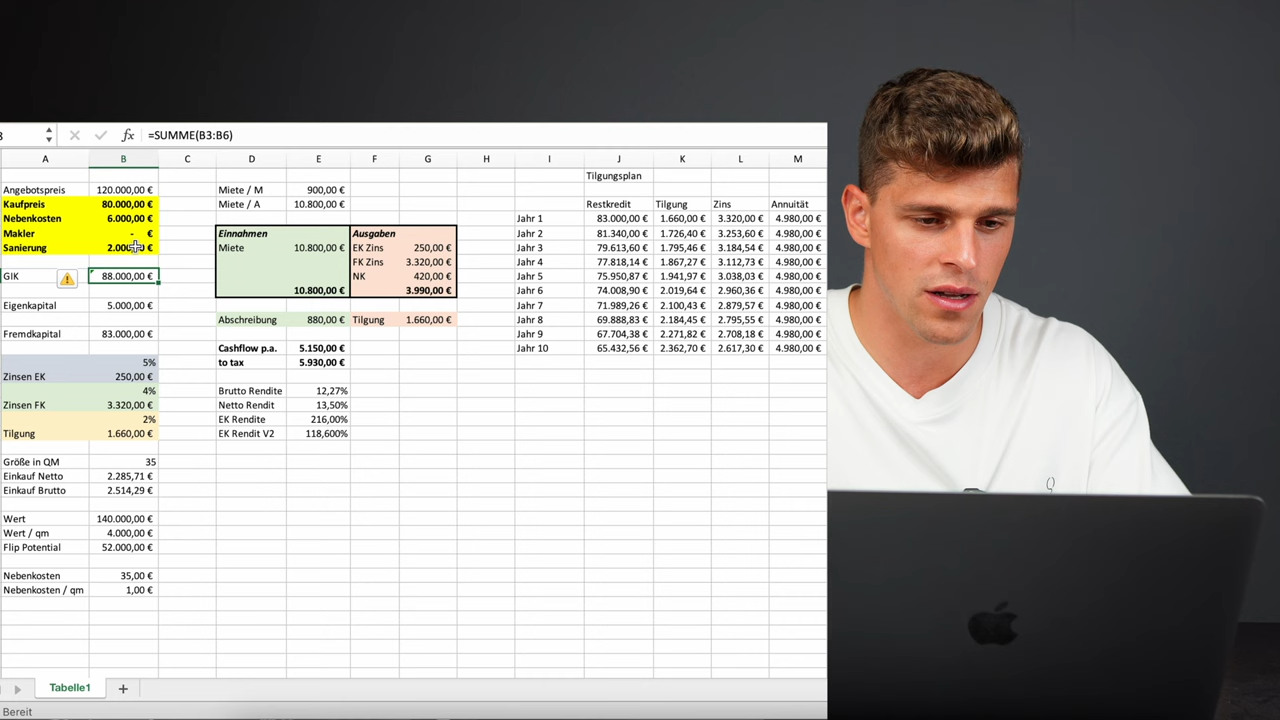 =SUMME(B3:B6)
A B C D E F G H I J K L M
Tilgungsplan
Angebotspreis 120.000,00 € Miete / M 900,00 €
Kaufpreis 80.000,00 € Miete / A 10.800,00 € Restkredit Tilgung Zins Annuität
Nebenkosten 6.000,00 € Jahr 1 83.000,00 € 1.660,00 € 3.320,00 € 4.980,00 €
Makler - € Einnahmen Ausgaben Jahr 2 81.340,00 € 1.726,40 € 3.253,60 € 4.980,00 €
Sanierung Miete 10.800,00 € EK Zins 250,00 € Jahr 3 79.613,60 € 1.795,46 € 3.184,54 € 4.980,00 €
FK Zins 3.320,00 € Jahr 4 77.818,14 € 1.867,27 € 3.112,73 € 4.980,00 €
GIK 88.000,00 € NK 420,00 € Jahr 5 75.950,87 € 1.941,97 € 3.038,03 € 4.980,00 €
10.800,00 € 3.990,00 € Jahr 6 74.008,90 € 2.019,64 € 2.960,36 € 4.980,00 €
Eigenkapital 5.000,00 € Jahr 7 71.989,26 € 2.100,43 € 2.879,57 € 4.980,00 €
Abschreibung 880,00 € Tilgung 1.660,00 € Jahr 8 69.888,83 € 2.184,45 € 2.795,55 € 4.980,00 €
Fremdkapital 83.000,00 € Jahr 9 67.704,38 € 2.271,82 € 2.708,18 € 4.980,00 €
Cashflow p.a. 5.150,00 € Jahr 10 65.432,56 € 2.362,70 € 2.617,30 € 4.980,00 €
5% to tax 5.930,00 €
Zinsen EK 250,00 €
4% Brutto Rendite 12,27%
Zinsen FK 3.320,00 € Netto Rendit 13,50%
2% EK Rendite 216,00%
Tilgung 1.660,00 € EK Rendit V2 118,600%
Größe in QM 35
Einkauf Netto 2.285,71 €
Einkauf Brutto 2.514,29 €
Wert 140.000,00 €
Wert / qm 4.000,00 €
Flip Potential 52.000,00 €
Nebenkosten 35,00 €
Nebenkosten / qm 1,00 €
Tabelle1
Bereit